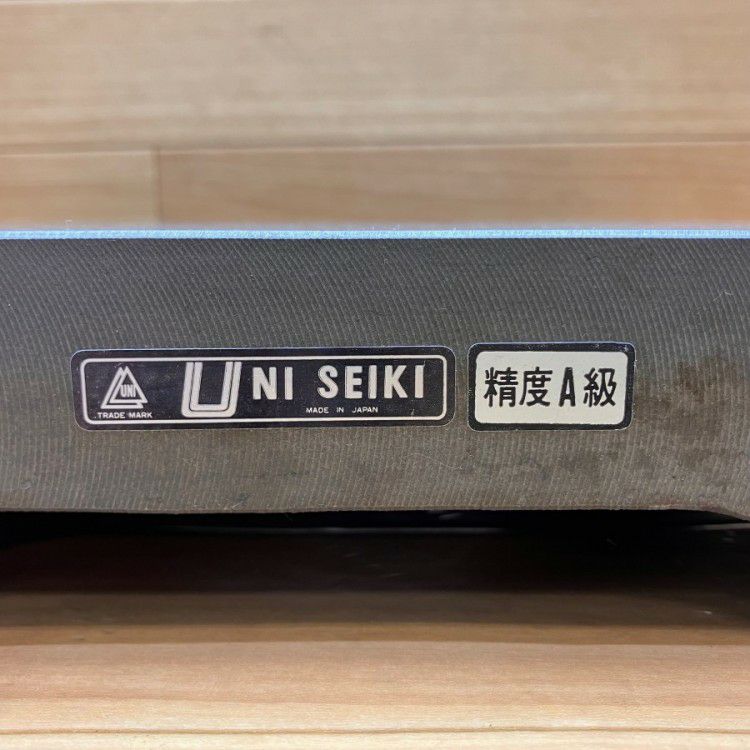 UNI
TRADE MARK
UNI SEIKI
MADE IN JAPAN
精度A級